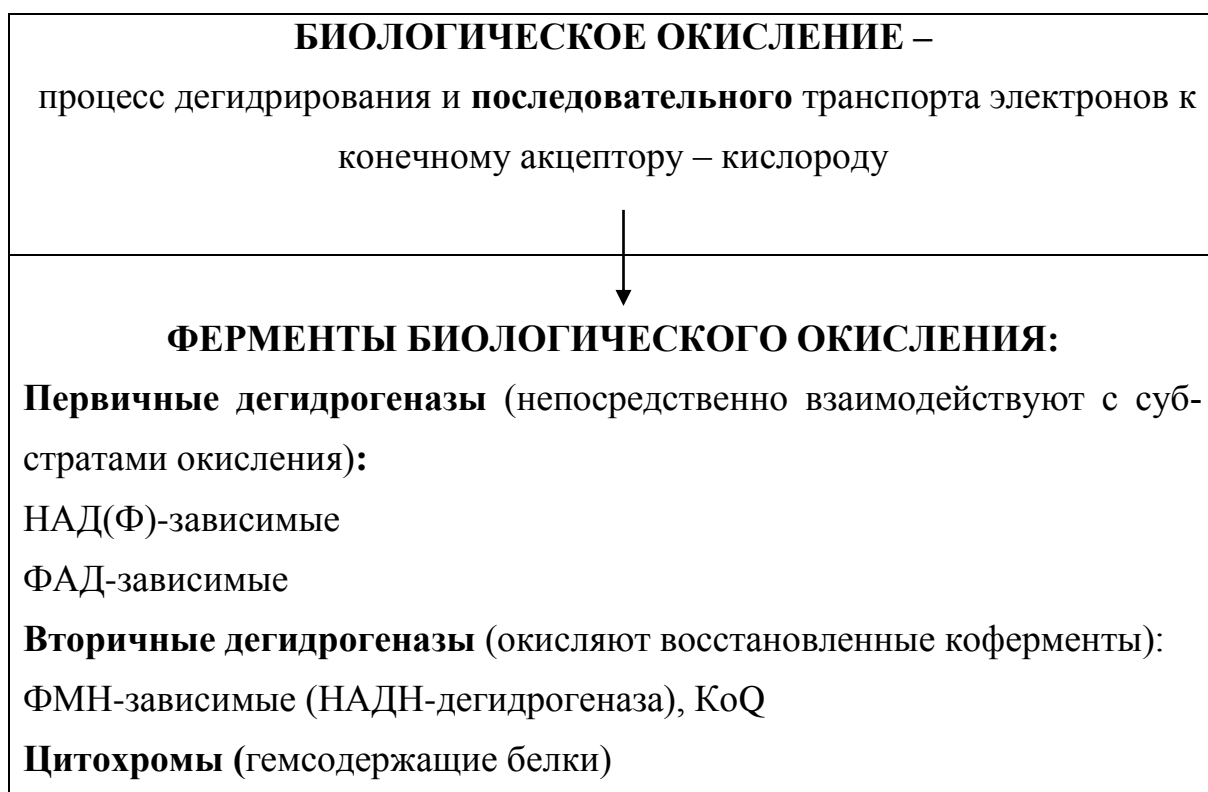 БИОЛОГИЧЕСКОЕ ОКИСЛЕНИЕ –
процесс дегидрирования и последовательного транспорта электронов к
конечному акцептору – кислороду
ФЕРМЕНТЫ БИОЛОГИЧЕСКОГО ОКИСЛЕНИЯ:
Первичные дегидрогеназы (непосредственно взаимодействуют с суб-
стратами окисления):
НАД(Ф)-зависимые
ФАД-зависимые
Вторичные дегидрогеназы (окисляют восстановленные коферменты):
ФМН-зависимые (НАДН-дегидрогеназа), КоQ
Цитохромы (гемсодержащие белки)